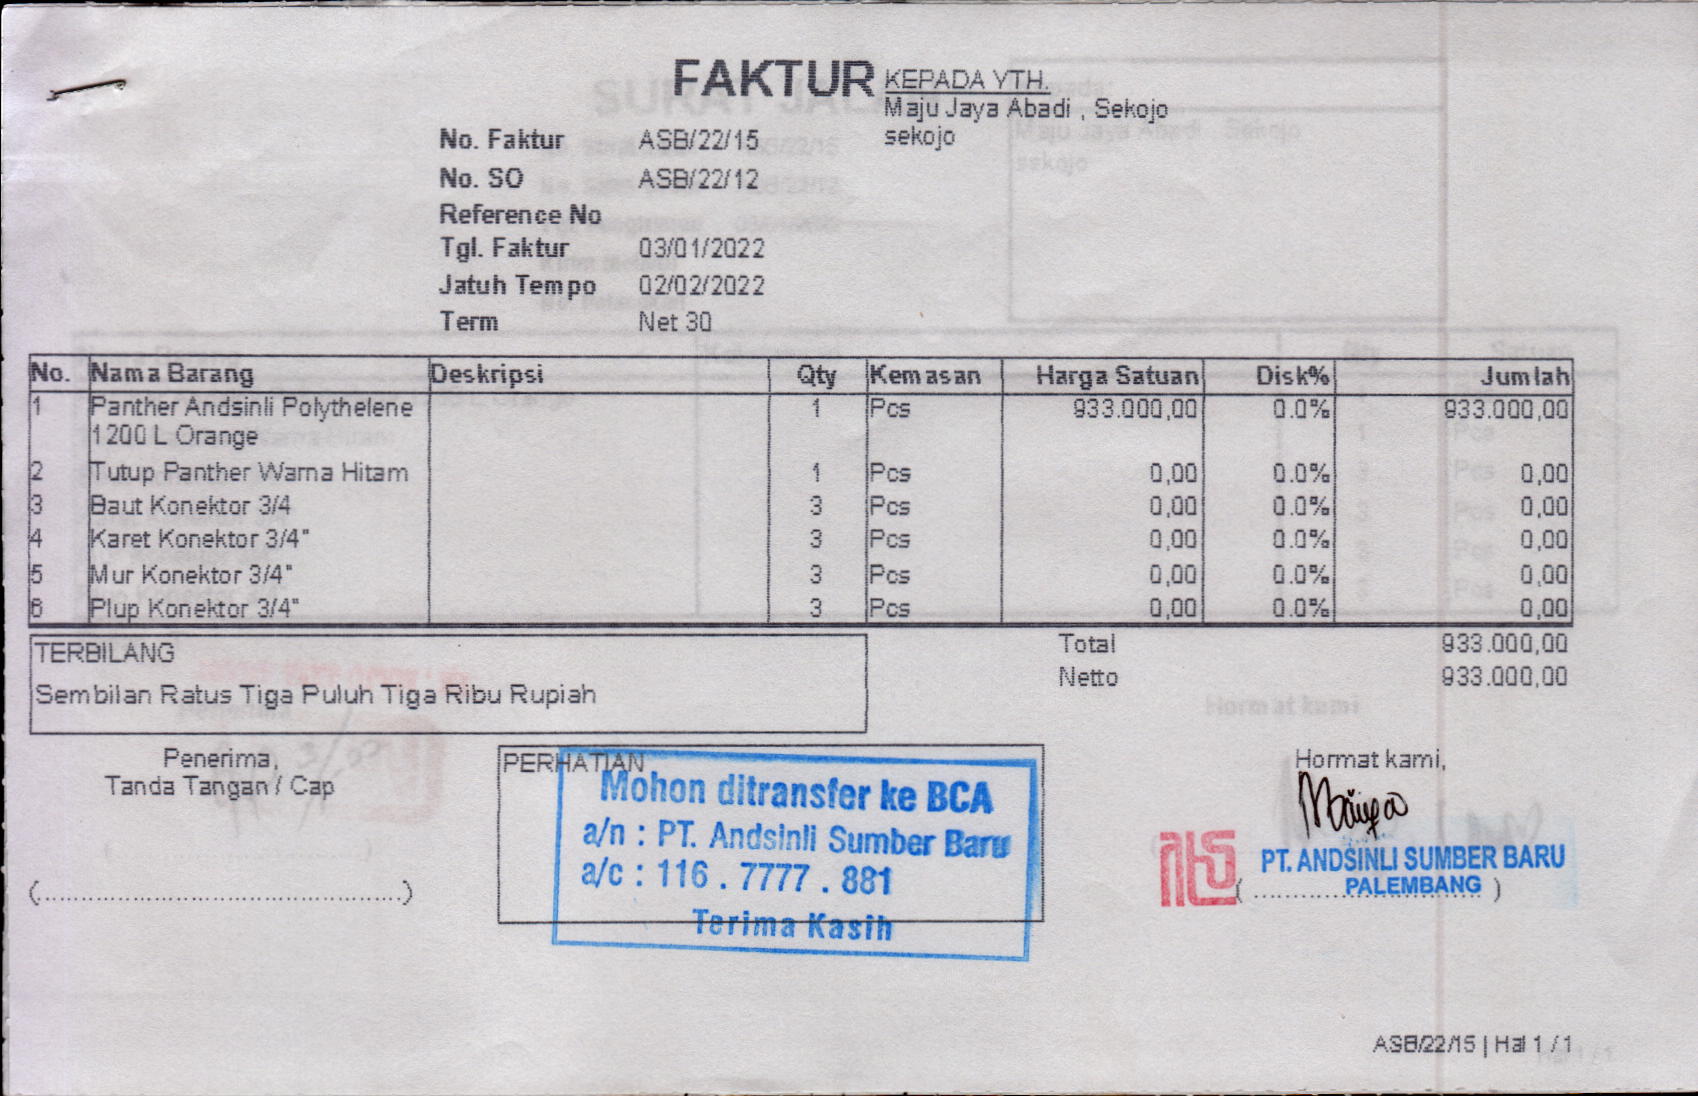 FAKTUR
KEPADA YTH.
Maju Jaya Abadi , Sekojo
sekojo
No. Faktur ASB/22/15
No. SO ASB/22/12
Reference No
Tgl. Faktur 03/01/2022
Jatuh Tempo 02/02/2022
Term Net 30
No. Nama Barang Deskripsi Qty Kemasan Harga Satuan Disk% Jumlah
1 Panther Andsinli Polythelene 1 Pcs 933.000,00 0.0% 933.000,00
1200 L Orange
2 Tutup Panther Warna Hitam 1 Pcs 0,00 0.0% 0,00
3 Baut Konektor 3/4 3 Pcs 0,00 0.0% 0,00
4 Karet Konektor 3/4" 3 Pcs 0,00 0.0% 0,00
5 Mur Konektor 3/4" 3 Pcs 0,00 0.0% 0,00
6 Plup Konektor 3/4" 3 Pcs 0,00 0.0% 0,00
TERBILANG
Sembilan Ratus Tiga Puluh Tiga Ribu Rupiah
Total 933.000,00
Netto 933.000,00
Penerima,
Tanda Tangan / Cap
(..................................................)
PERHATIAN
Mohon ditransfer ke BCA
a/n : PT. Andsinli Sumber Baru
a/c : 116 . 7777 . 881
Terima Kasih
Hormat kami,
PT. ANDSINLI SUMBER BARU
PALEMBANG
ASB/22/15 | Hal 1 / 1